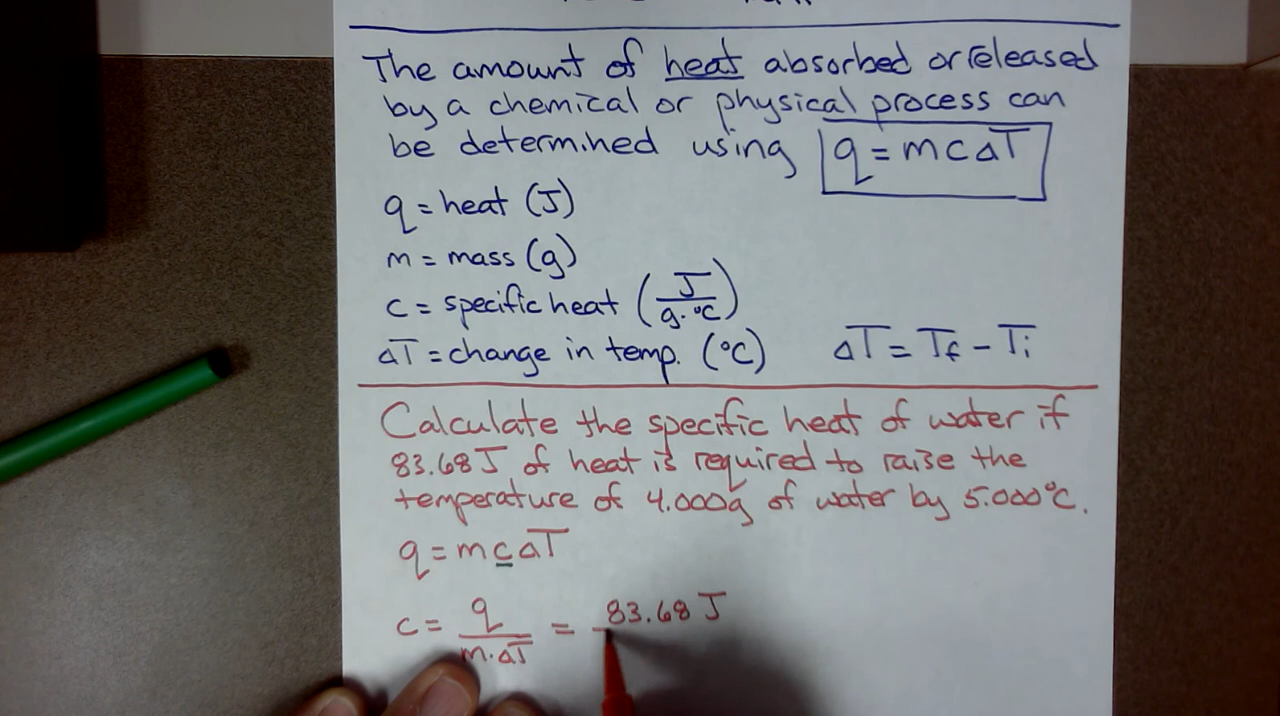 The amount of heat absorbed or released
by a chemical or physical process can
be determined using q = mcΔT
q = heat (J)
m = mass (g)
c = specific heat (J/g·°C)
ΔT = change in temp. (°C) ΔT = Tf - Ti
Calculate the specific heat of water if
83.68 J of heat is required to raise the
temperature of 4.000g of water by 5.000°C.
q = mcΔT
c = q/m·ΔT = 83.68 J